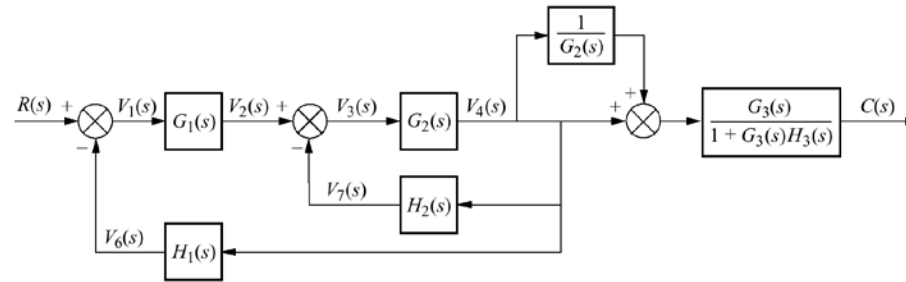 1
G2(s)
R(s) + V1(s) G1(s) V2(s) + V3(s) G2(s) V4(s) + + G3(s) C(s)
1 + G3(s)H3(s)
− −
V7(s) H2(s)
V6(s) H1(s)